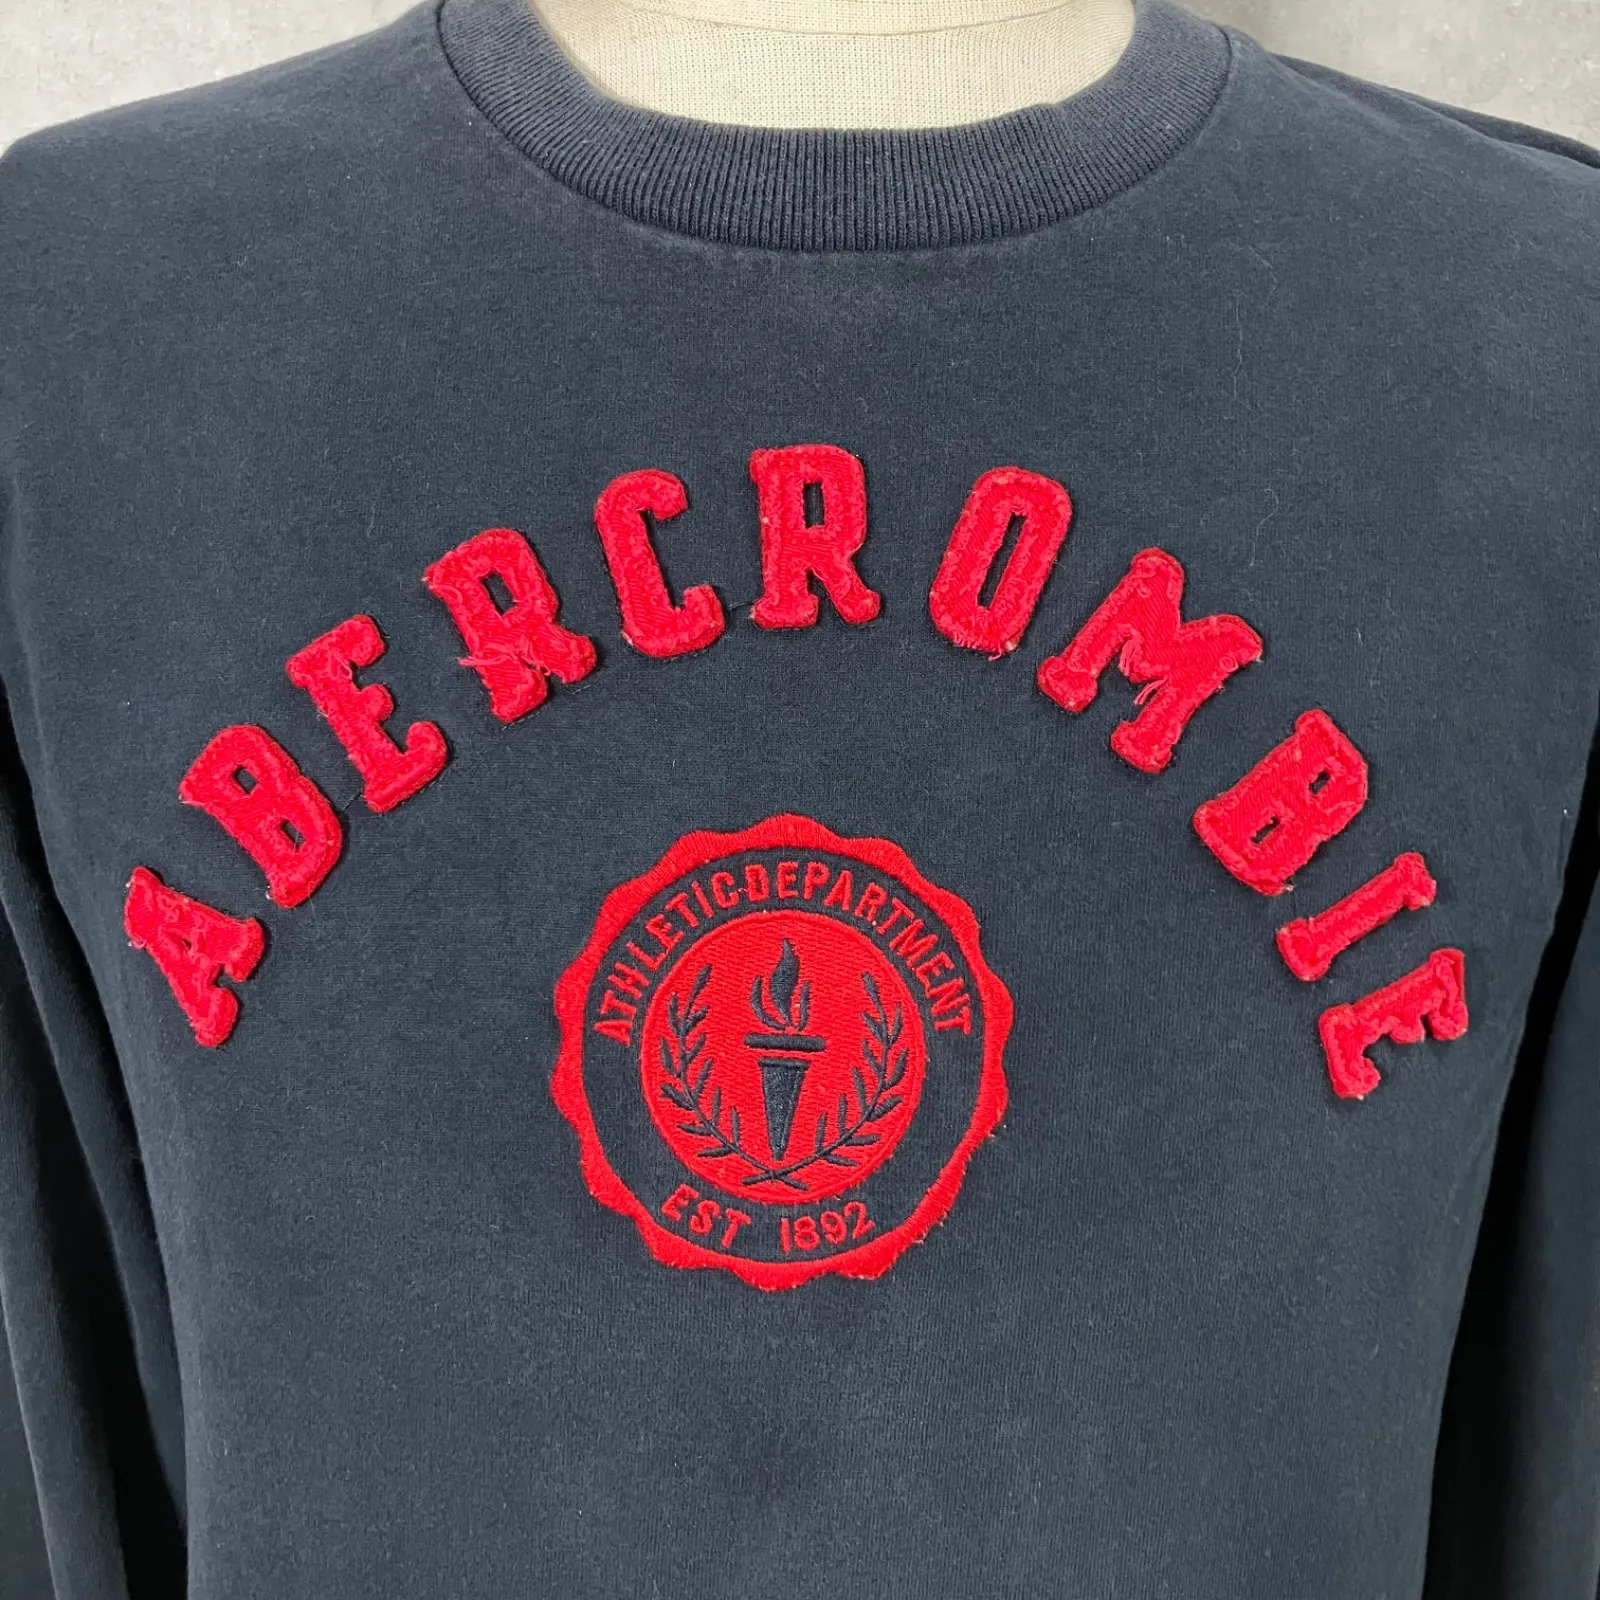 ABERCROMBIE
ATHLETIC DEPARTMENT
EST 1892